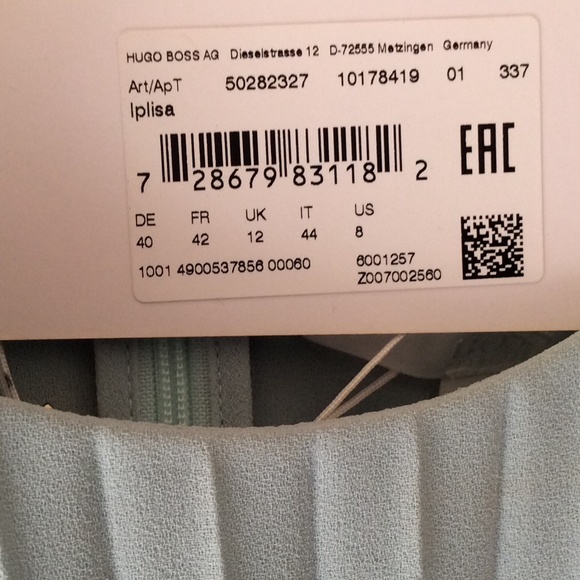 HUGO BOSS AG Dieselstrasse 12 D-72555 Metzingen Germany
Art/ApT 50282327 10178419 01 337
Iplisa
EAC
7 28679 83118 2
DE FR UK IT US
40 42 12 44 8
1001 4900537856 00060 6001257
Z007002560